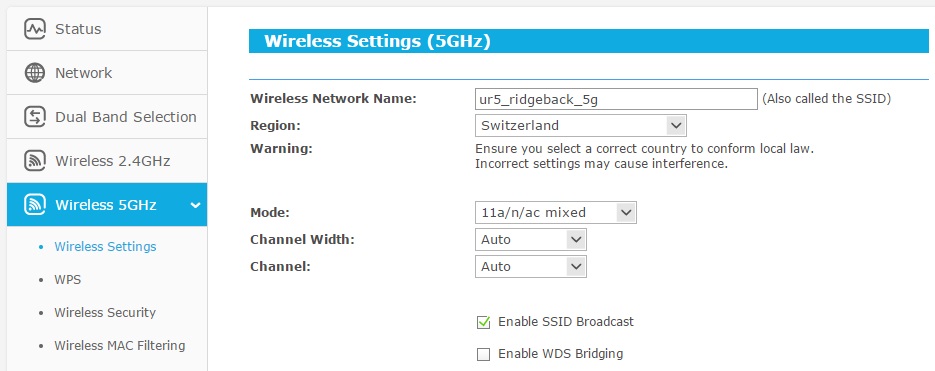 Status
Network
Dual Band Selection
Wireless 2.4GHz
Wireless 5GHz
Wireless Settings
WPS
Wireless Security
Wireless MAC Filtering
Wireless Settings (5GHz)
Wireless Network Name: ur5_ridgeback_5g (Also called the SSID)
Region: Switzerland
Warning: Ensure you select a correct country to conform local law.
Incorrect settings may cause interference.
Mode: 11a/n/ac mixed
Channel Width: Auto
Channel: Auto
Enable SSID Broadcast
Enable WDS Bridging